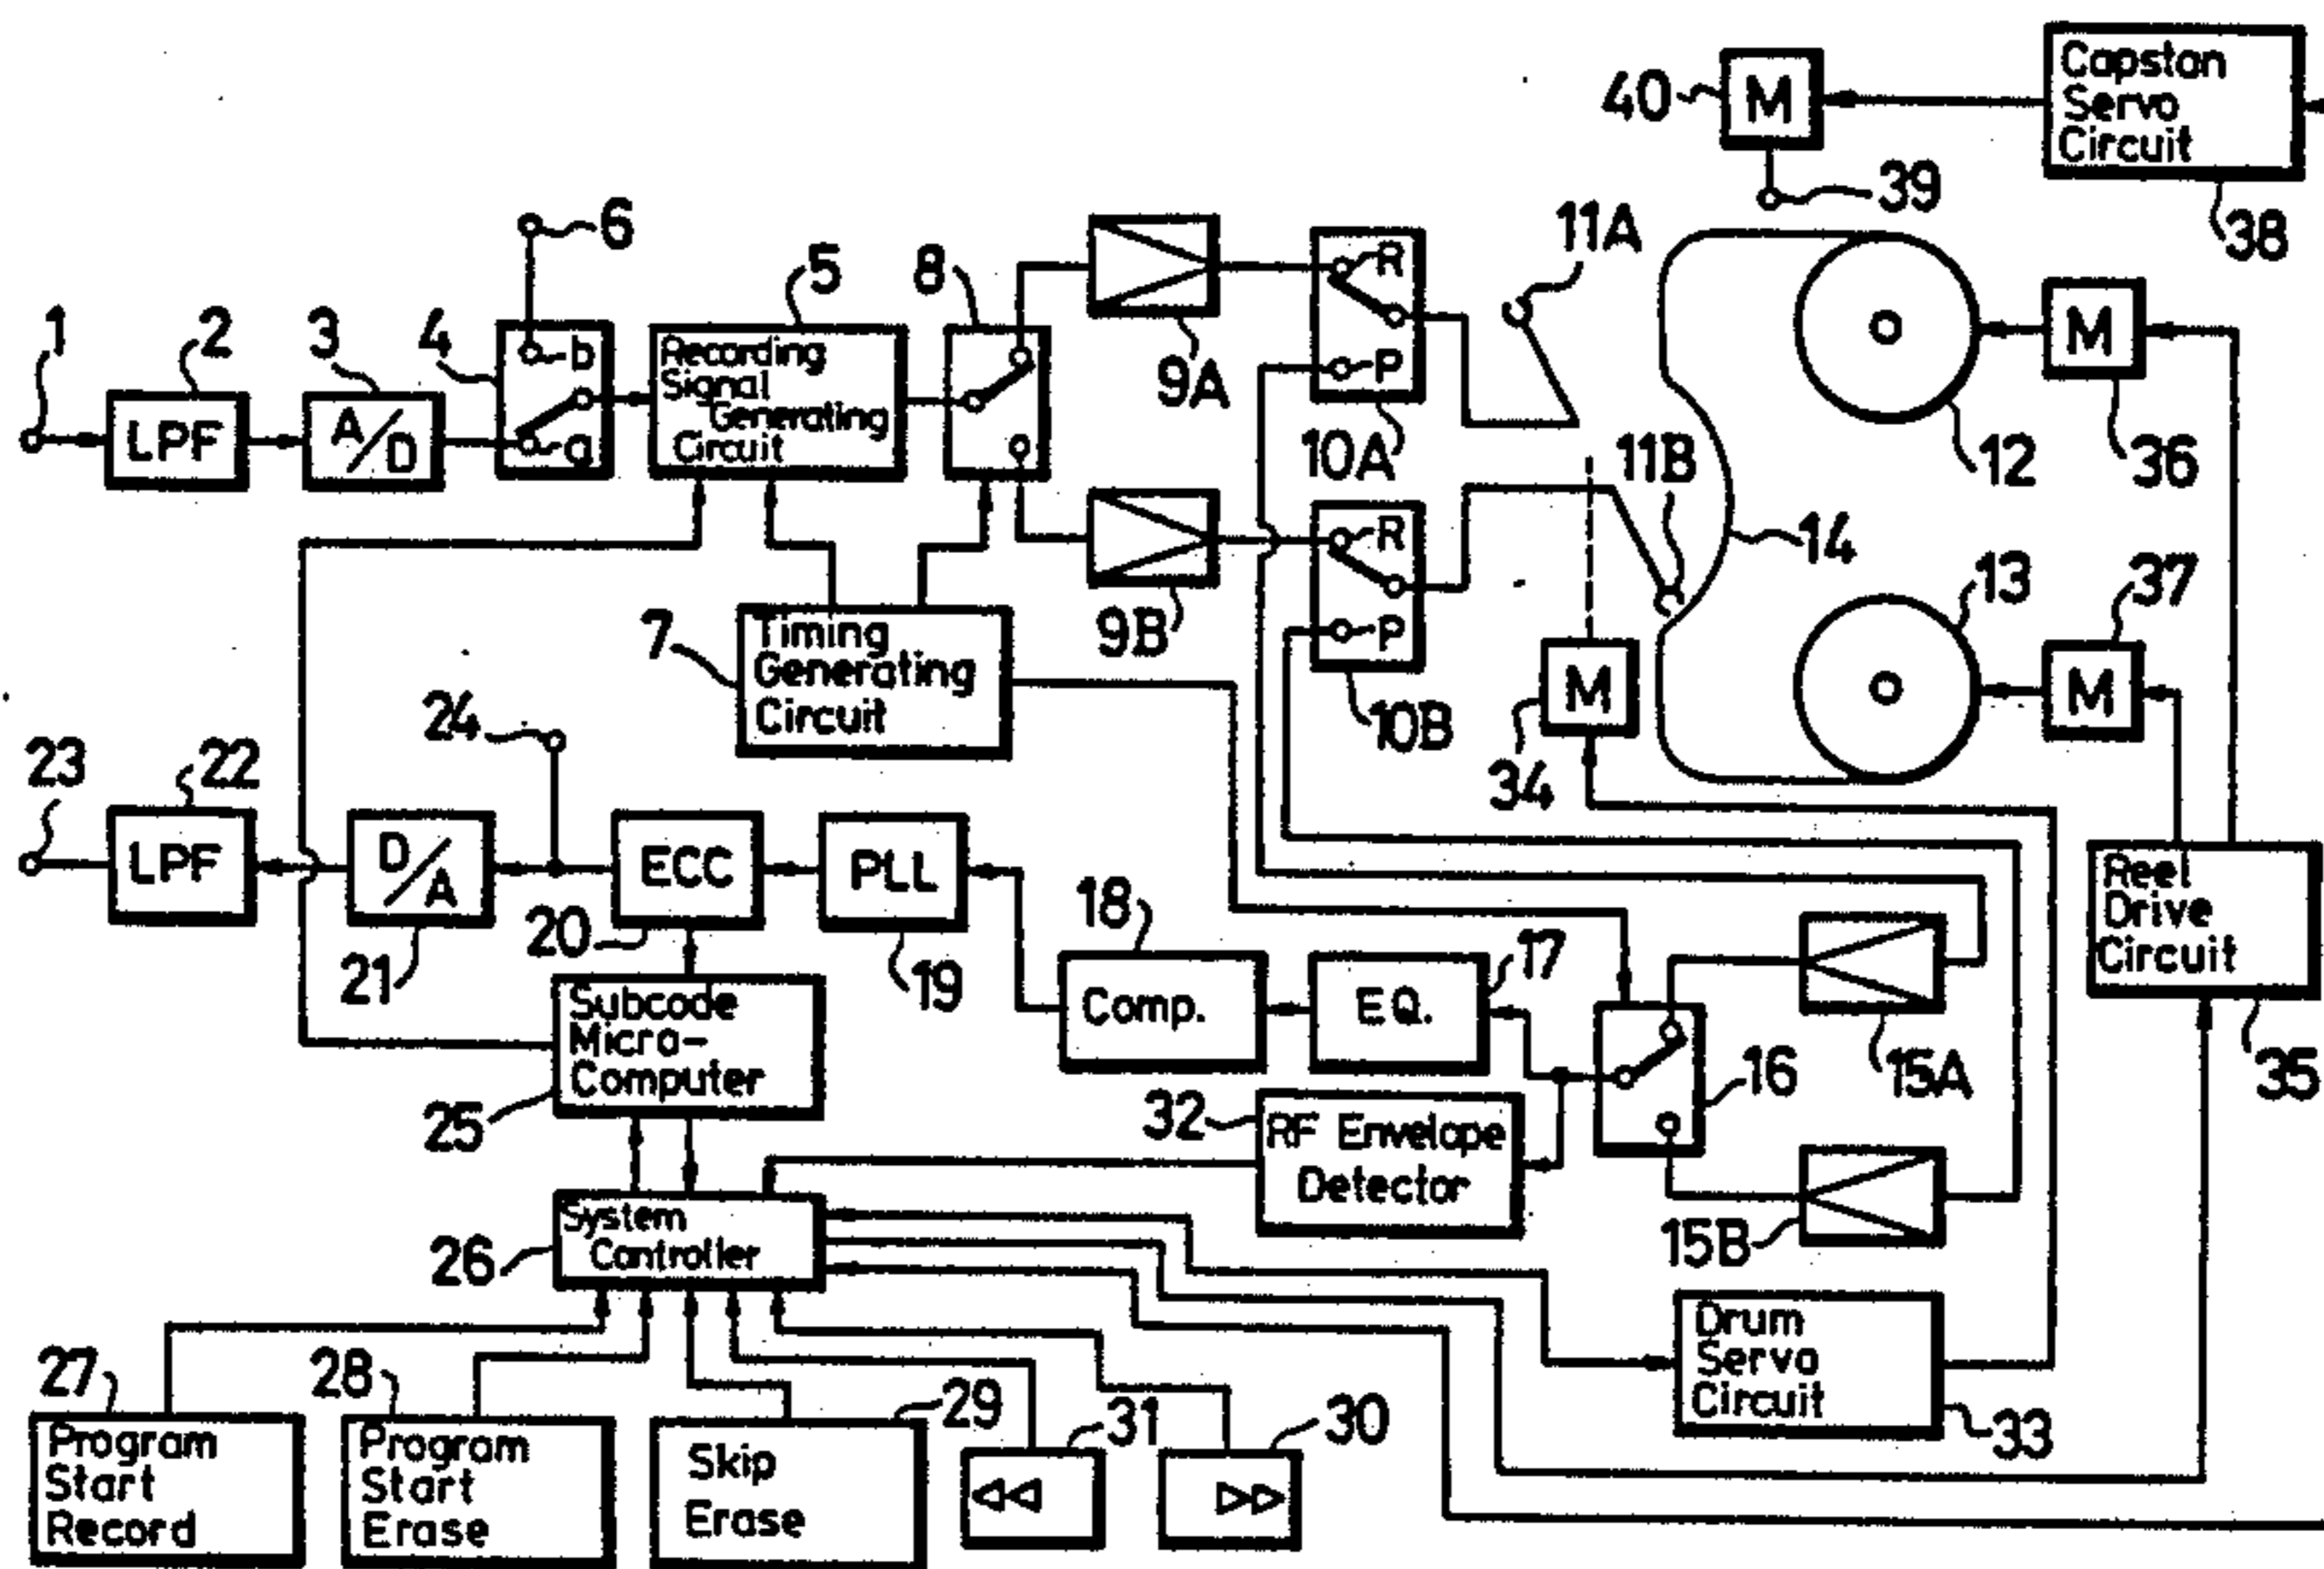 40
M
Capstan
Servo
Circuit
39
38
6
11A
5
8
R
1
2
3
4
b
Recording
Signal
Generating
Circuit
9A
P
M
LPF
A/D
a
10A
11B
12
36
R
14
13
37
7
Timing
Generating
Circuit
9B
P
M
M
24
10B
34
23
22
LPF
D/A
ECC
PLL
Reel
Drive
Circuit
18
20
21
19
17
Subcode
Micro-
Computer
Comp.
EQ.
16
15A
35
25
32
RF Envelope
Detector
15B
System
Controller
26
Drum
Servo
Circuit
27
28
29
31
30
33
Program
Start
Record
Program
Start
Erase
Skip
Erase